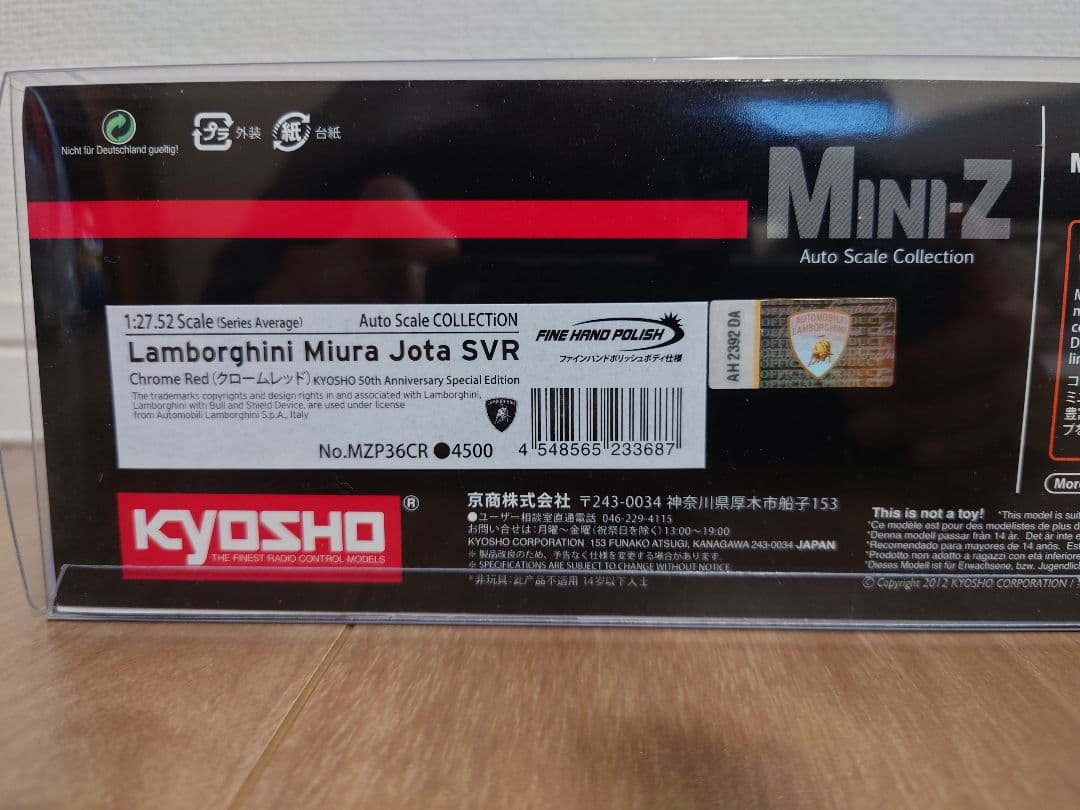 Nicht für Deutschland gueltig!
プラ 外装 紙 台紙
MINI-Z
Auto Scale Collection
1:27.52 Scale (Series Average) Auto Scale COLLECTiON
Lamborghini Miura Jota SVR
Chrome Red (クロームレッド) KYOSHO 50th Anniversary Special Edition
The trademarks copyrights and design rights in and associated with Lamborghini,
Lamborghini with Bull and Shield Device, are used under license
from Automobili Lamborghini S.p.A., Italy
No.MZP36CR ●4500
FINE HAND POLISH
ファインハンドポリッシュボディ仕様
4 548565 233687
AH 2392 DA
AUTOMOBILI
LAMBORGHINI
KYOSHO®
THE FINEST RADIO CONTROL MODELS
京商株式会社 〒243-0034 神奈川県厚木市船子153
●ユーザー相談室直通電話 046-229-4115
お問い合せは:月曜~金曜(祝祭日を除く)13:00~19:00
KYOSHO CORPORATION 153 FUNAKO ATSUGI, KANAGAWA 243-0034 JAPAN
※ 製品改良のため、予告なく仕様を変更する場合があります。
※ SPECIFICATIONS ARE SUBJECT TO CHANGE WITHOUT NOTICE.
*非玩具:此产品不适用 14岁以下人士
This is not a toy! *This model is sui
*Ce modèle est pour des modélistes de plus d
*Denna modell passar från 14 år. Det är inte e
*Recomendado para mayores de 14 anós. Est
*Prodotto non adatto a ragazzi con età inferiore
*Dieses Modell ist für Erwachsene, bzw. Jugendlic
© Copyright 2012 KYOSHO CORPORATION /
More